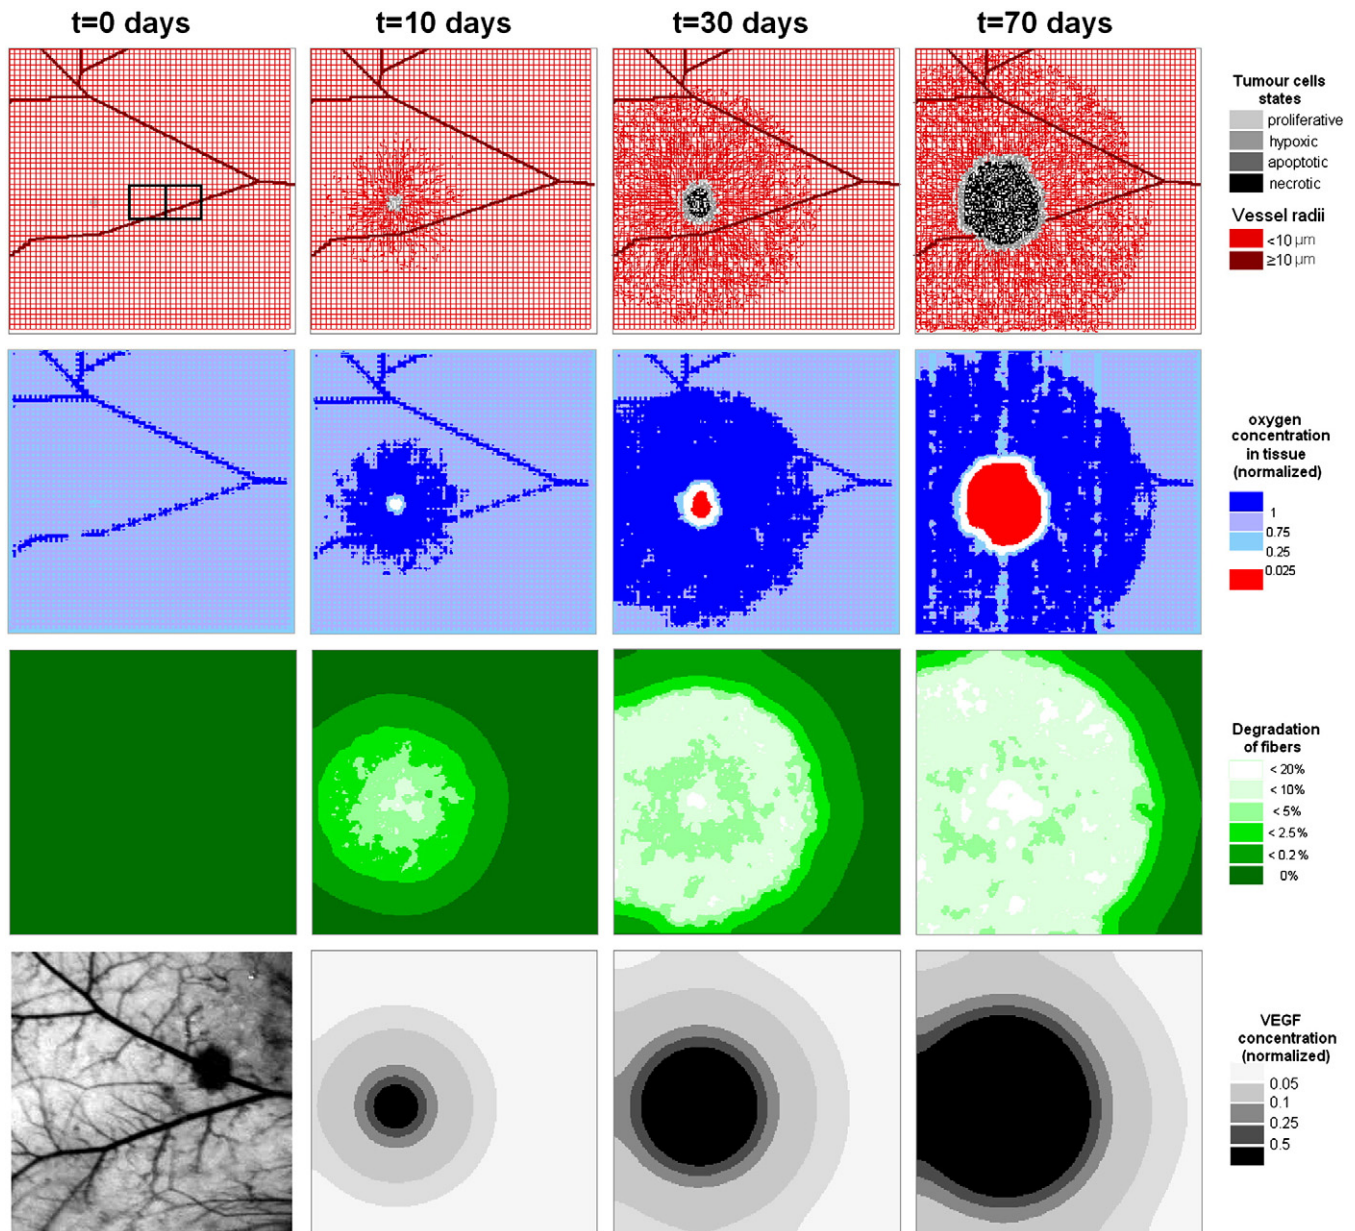 t=0 days
t=10 days
t=30 days
t=70 days
Tumour cells
states
proliferative
hypoxic
apoptotic
necrotic
Vessel radii
<10 μm
≥10 μm
oxygen
concentration
in tissue
(normalized)
1
0.75
0.25
0.025
Degradation
of fibers
<20%
<10%
<5%
<2.5%
<0.2%
0%
VEGF
concentration
(normalized)
0.05
0.1
0.25
0.5